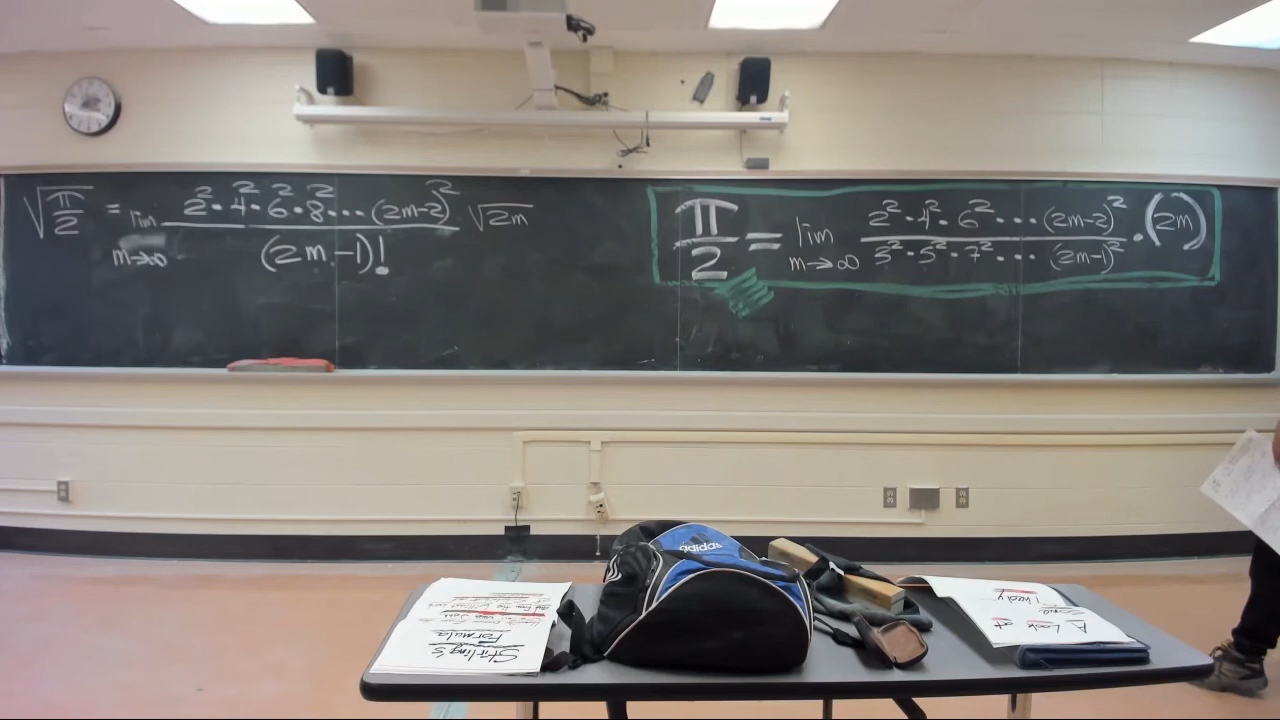 √π/2 = lim m→∞ 2²·4²·6²·8²···(2m-2)² / (2m-1)! √2m
π/2 = lim m→∞ 2²·4²·6²···(2m-2)² / 3²·5²·7²···(2m-1)² ·(2m)
adidas
Stirling's
Formula
A Look at
Some